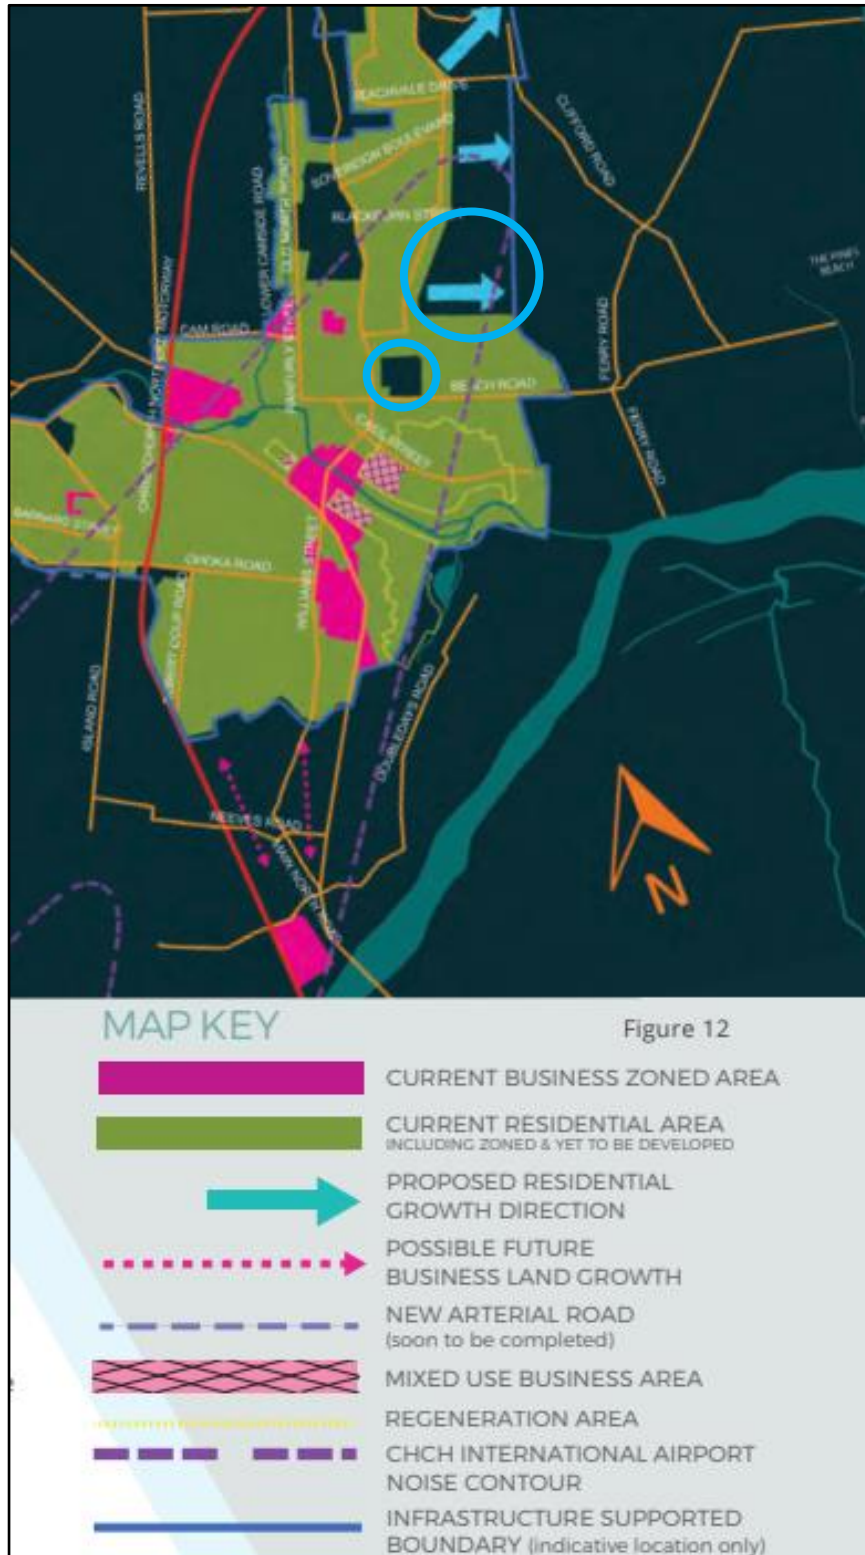 REVELLS ROAD
CLIFFORD ROAD
SOVEREIGN BOULEVARD
LOWER CAMSIDE ROAD
OLD NORTH ROAD
THE PINES
BEACH
CAM ROAD
FERRY ROAD
BEACH ROAD
FERRY ROAD
CASS STREET
BARNARD STREET
OHOKA ROAD
WILLIAMS STREET
ISLAND ROAD
DOUBLEDAYS ROAD
NEEVES ROAD
MAIN NORTH ROAD
N
MAP KEY
Figure 12
CURRENT BUSINESS ZONED AREA
CURRENT RESIDENTIAL AREA
INCLUDING ZONED & YET TO BE DEVELOPED
PROPOSED RESIDENTIAL
GROWTH DIRECTION
POSSIBLE FUTURE
BUSINESS LAND GROWTH
NEW ARTERIAL ROAD
(soon to be completed)
MIXED USE BUSINESS AREA
REGENERATION AREA
CHCH INTERNATIONAL AIRPORT
NOISE CONTOUR
INFRASTRUCTURE SUPPORTED
BOUNDARY (indicative location only)